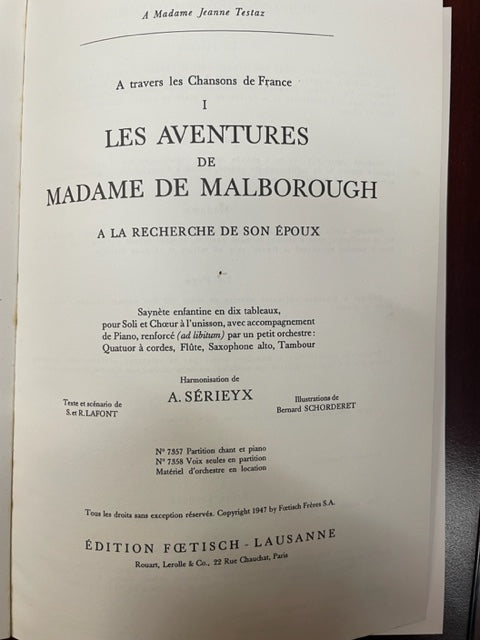 A Madame Jeanne Testaz
A travers les Chansons de France
I
LES AVENTURES
DE
MADAME DE MALBOROUGH
A LA RECHERCHE DE SON ÉPOUX
Saynète enfantine en dix tableaux,
pour Soli et Chœur à l'unisson, avec accompagnement
de Piano, renforcé (ad libitum) par un petit orchestre:
Quatuor à cordes, Flûte, Saxophone alto, Tambour
Harmonisation de
A. SÉRIEYX
Texte et scénario de
S. et R. LAFONT
Illustrations de
Bernard SCHORDERET
N° 7357 Partition chant et piano
N° 7358 Voix seules en partition
Matériel d'orchestre en location
Tous les droits sans exception réservés. Copyright 1947 by Fœtisch Frères S.A.
ÉDITION FŒTISCH - LAUSANNE
Rouart, Lerolle & Co., 22 Rue Chauchat, Paris